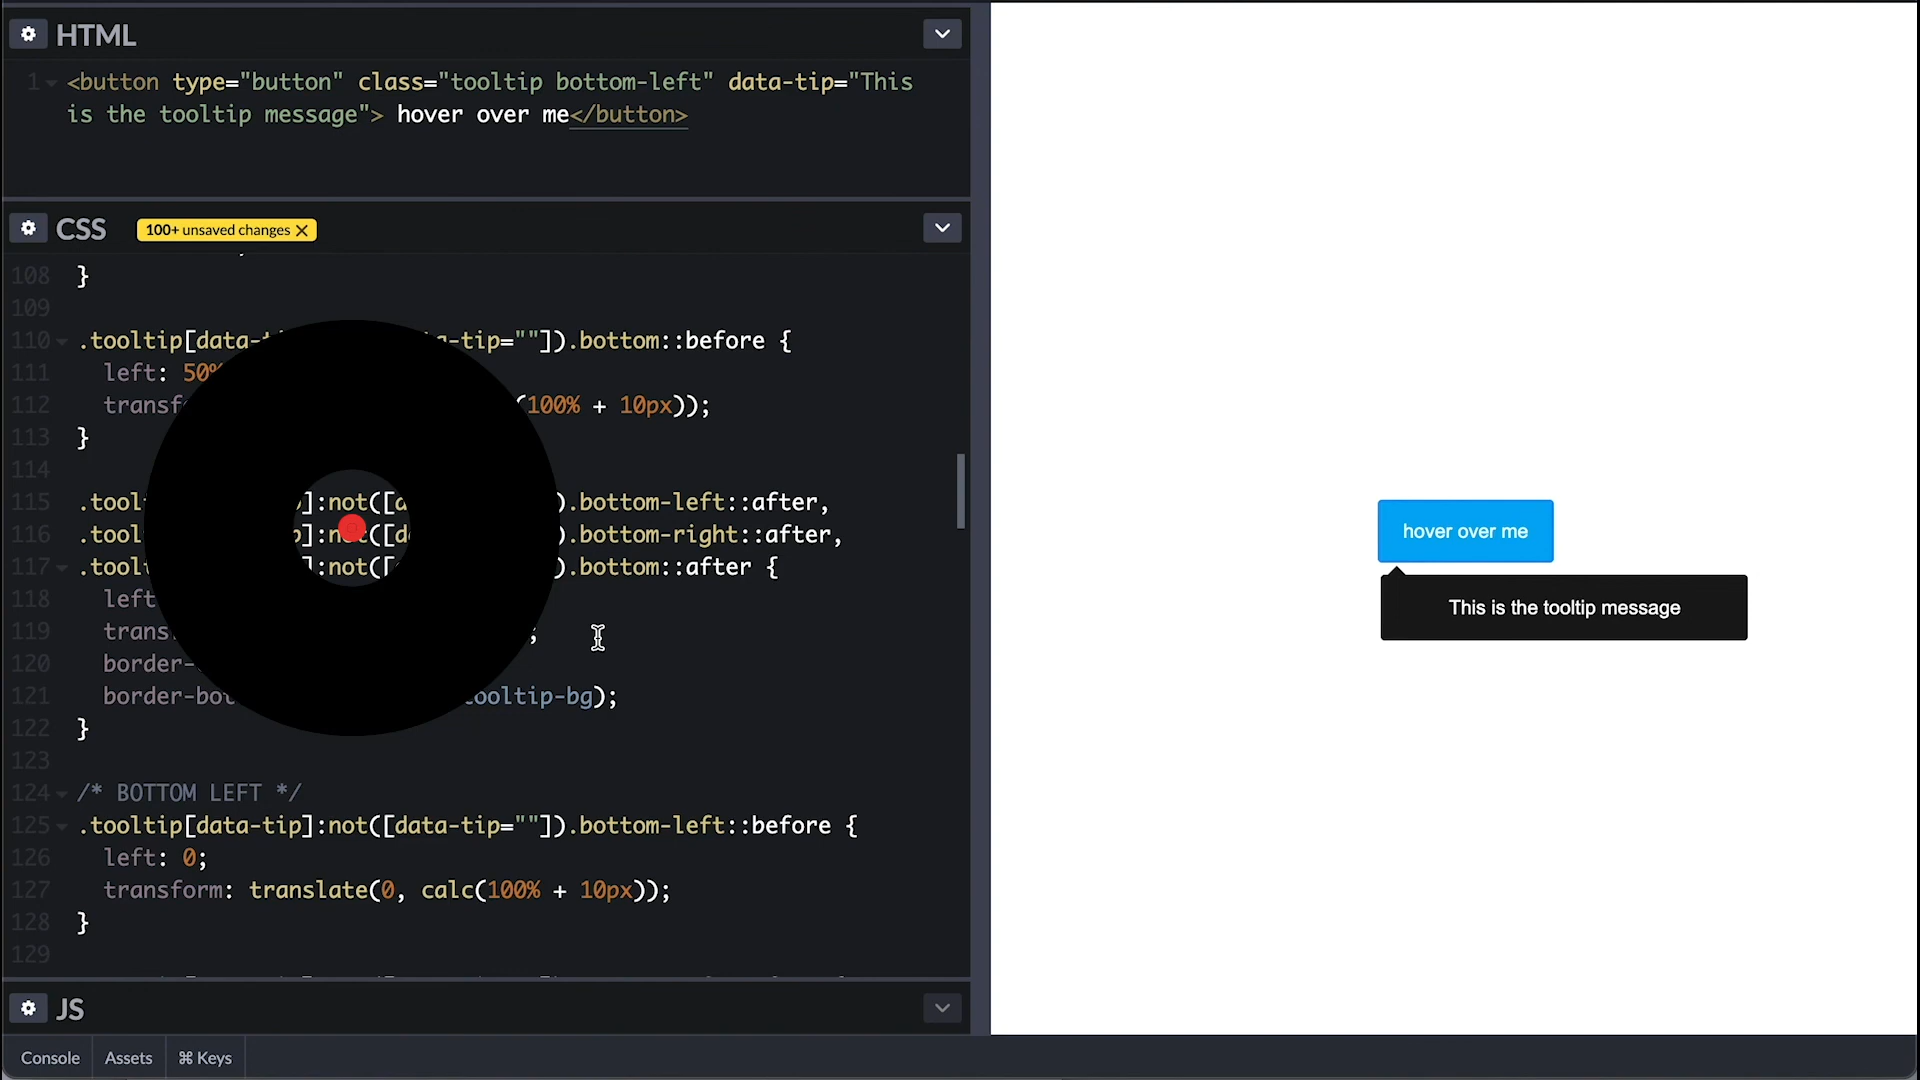 HTML
1 <button type="button" class="tooltip bottom-left" data-tip="This
is the tooltip message"> hover over me</button>
CSS 100+ unsaved changes
108 }
109
110 .tooltip[data-t -tip=""]).bottom::before {
111 left: 50%
112 transf (100% + 10px));
113 }
114
115 .tool ]:not([ ).bottom-left::after,
116 .tool ]:not([ ).bottom-right::after,
117 .tool ]:not([ ).bottom::after {
118 left
119 trans ;
120 border-
121 border-bot tooltip-bg);
122 }
123
124 /* BOTTOM LEFT */
125 .tooltip[data-tip]:not([data-tip=""]).bottom-left::before {
126 left: 0;
127 transform: translate(0, calc(100% + 10px));
128 }
129
JS
Console Assets ⌘ Keys
hover over me
This is the tooltip message